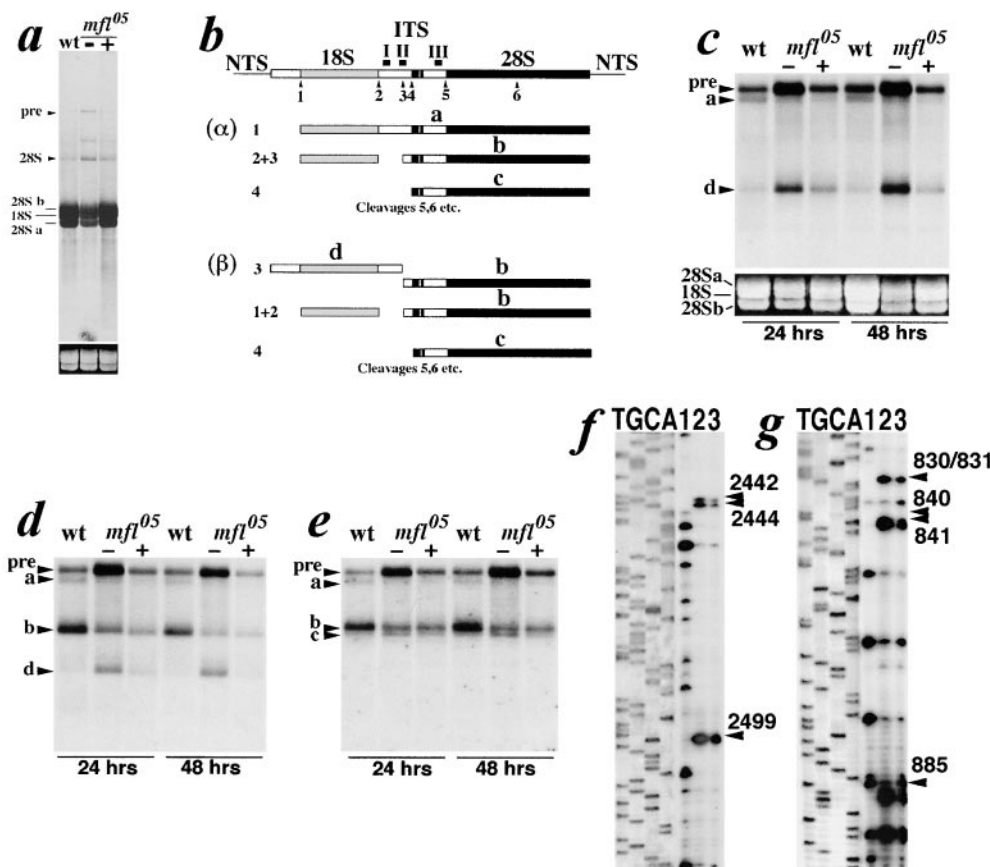 a
wt mfl05
− +
pre
28S
28S b
18S
28S a
b
ITS
I II III
NTS 18S 28S NTS
1 2 3 4 5 6
(α)
a
1
b
2+3
c
4
Cleavages 5,6 etc.
(β)
d
3
b
b
1+2
c
4
Cleavages 5,6 etc.
c
wt mfl05 wt mfl05
− + − +
pre
a
d
28Sa
18S
28Sb
24 hrs 48 hrs
d
wt mfl05 wt mfl05
− + − +
pre
a
b
d
24 hrs 48 hrs
e
wt mfl05 wt mfl05
− + − +
pre
a
b
c
24 hrs 48 hrs
f
TGCA123
2442
2444
2499
g
TGCA123
830/831
840
841
885